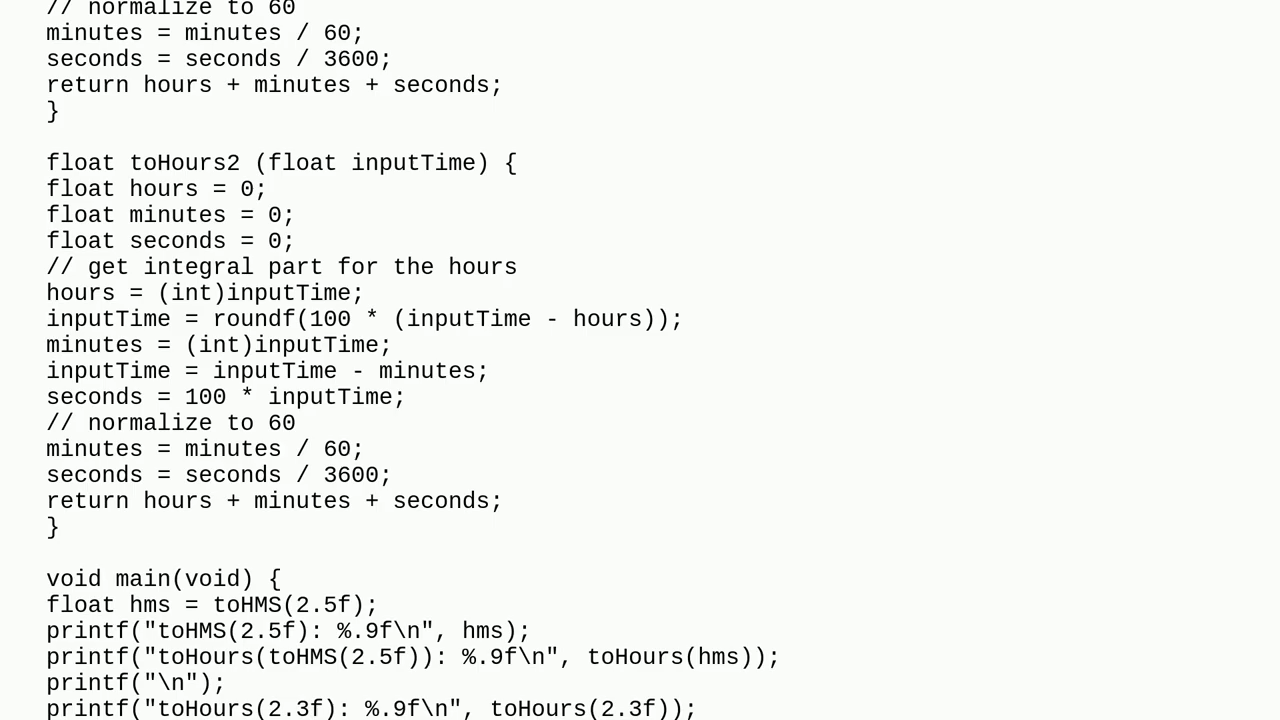 // normalize to 60
minutes = minutes / 60;
seconds = seconds / 3600;
return hours + minutes + seconds;
}
float toHours2 (float inputTime) {
float hours = 0;
float minutes = 0;
float seconds = 0;
// get integral part for the hours
hours = (int)inputTime;
inputTime = roundf(100 * (inputTime - hours));
minutes = (int)inputTime;
inputTime = inputTime - minutes;
seconds = 100 * inputTime;
// normalize to 60
minutes = minutes / 60;
seconds = seconds / 3600;
return hours + minutes + seconds;
}
void main(void) {
float hms = toHMS(2.5f);
printf("toHMS(2.5f): %.9f\n", hms);
printf("toHours(toHMS(2.5f)): %.9f\n", toHours(hms));
printf("\n");
printf("toHours(2.3f): %.9f\n", toHours(2.3f));